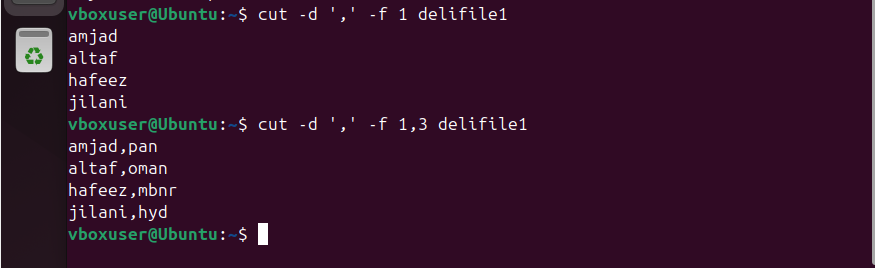 vboxuser@Ubuntu:~$ cut -d ',' -f 1 delifile1
amjad
altaf
hafeez
jilani
vboxuser@Ubuntu:~$ cut -d ',' -f 1,3 delifile1
amjad,pan
altaf,oman
hafeez,mbnr
jilani,hyd
vboxuser@Ubuntu:~$